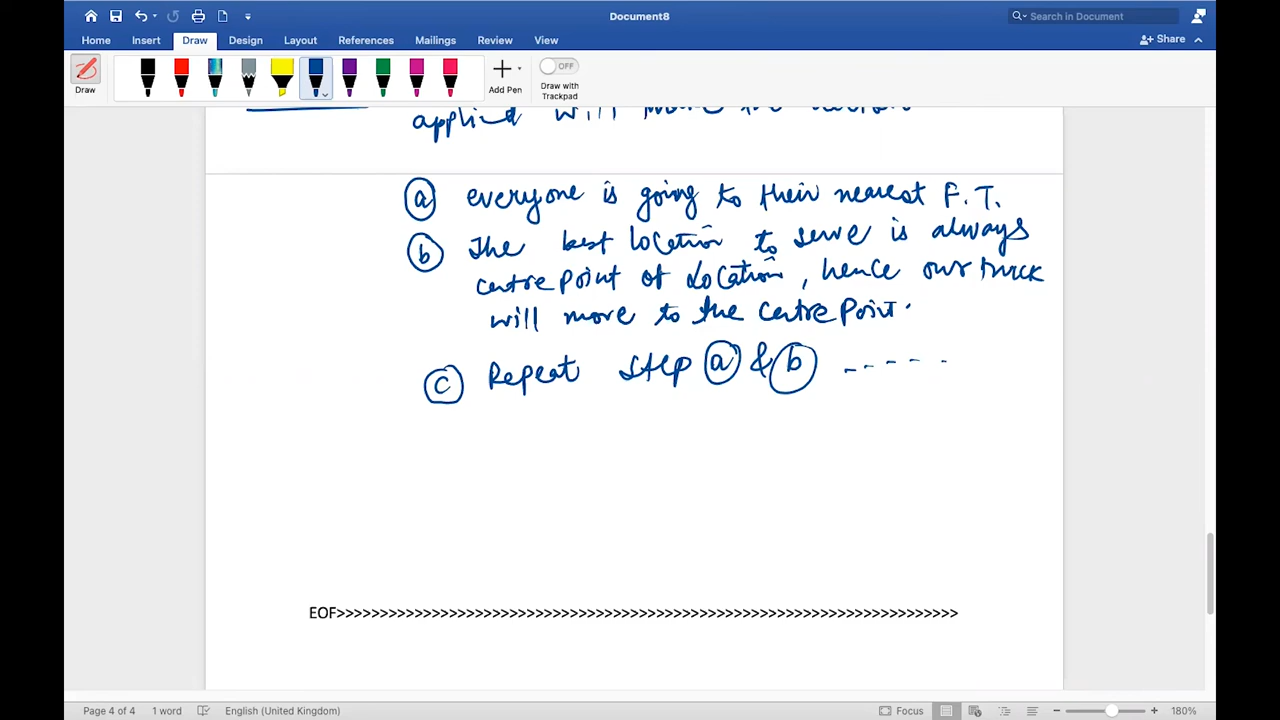 Document8
Search in Document
Home Insert Draw Design Layout References Mailings Review View
Share
Draw
Add Pen
OFF
Draw with
Trackpad
applied will
a everyone is going to their nearest F.T.
b The best location to serve is always
centre point of location, hence our truck
will move to the centre point.
c Repeat step a & b -----
EOF>>>>>>>>>>>>>>>>>>>>>>>>>>>>>>>>>>>>>>>>>>>>>>>>>>>>>>>>>>>>>>>>>>>>>>>>>>>>
Page 4 of 4 1 word English (United Kingdom) Focus 180%